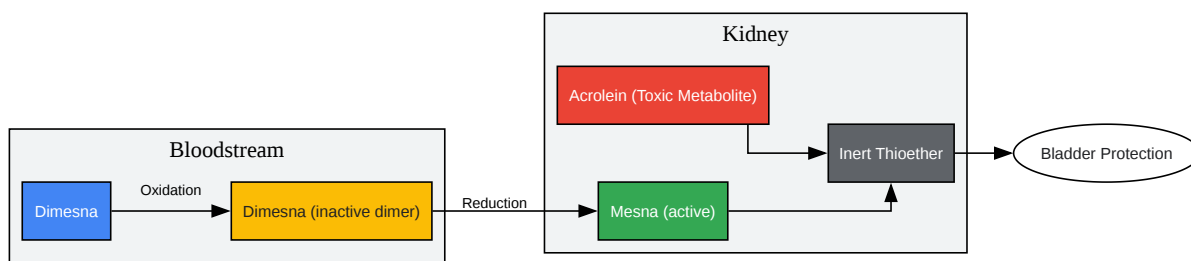 Kidney
Acrolein (Toxic Metabolite)
Bloodstream
Inert Thioether
Bladder Protection
Dimesna
Oxidation
Dimesna (inactive dimer)
Reduction
Mesna (active)